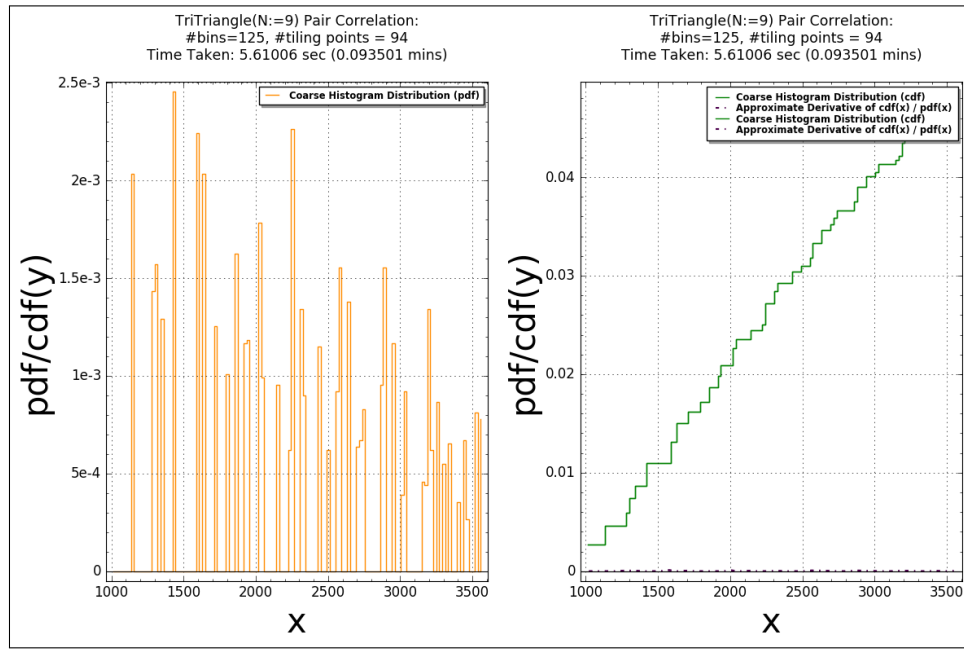 TriTriangle(N:=9) Pair Correlation:
#bins=125, #tiling points = 94
Time Taken: 5.61006 sec (0.093501 mins)
2.5e-3
2e-3
1.5e-3
1e-3
5e-4
0
pdf/cdf(y)
Coarse Histogram Distribution (pdf)
1000 1500 2000 2500 3000 3500
x
TriTriangle(N:=9) Pair Correlation:
#bins=125, #tiling points = 94
Time Taken: 5.61006 sec (0.093501 mins)
Coarse Histogram Distribution (cdf)
Approximate Derivative of cdf(x) / pdf(x)
Coarse Histogram Distribution (cdf)
Approximate Derivative of cdf(x) / pdf(x)
0.04
0.03
0.02
0.01
0
pdf/cdf(y)
1000 1500 2000 2500 3000 3500
x